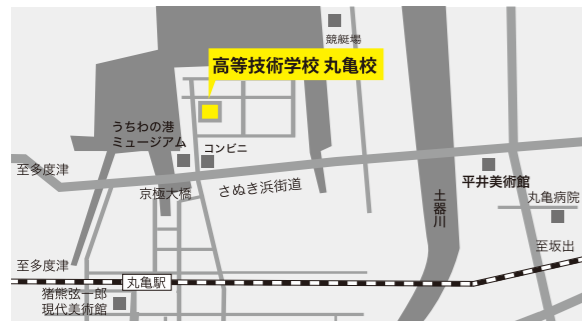 競艇場
高等技術学校 丸亀校
うちわの港
ミュージアム
コンビニ
至多度津
京極大橋
さぬき浜街道
平井美術館
土器川
丸亀病院
至坂出
至多度津
丸亀駅
猪熊弦一郎
現代美術館